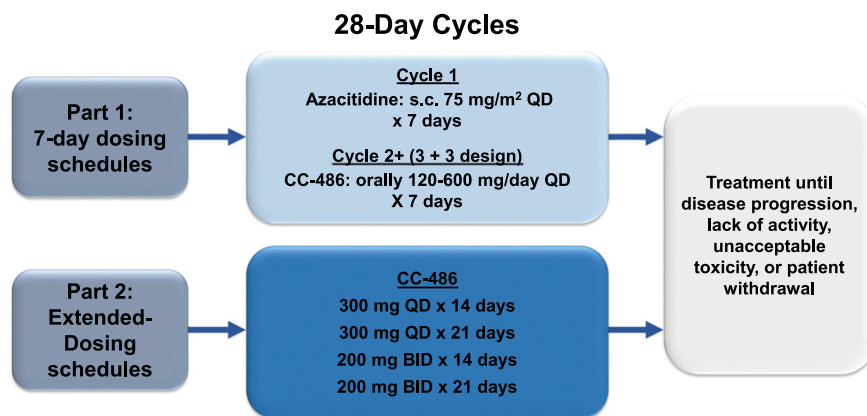 28-Day Cycles
Part 1:
7-day dosing
schedules
Cycle 1
Azacitidine: s.c. 75 mg/m² QD
x 7 days
Cycle 2+ (3 + 3 design)
CC-486: orally 120-600 mg/day QD
X 7 days
Part 2:
Extended-
Dosing
schedules
CC-486
300 mg QD x 14 days
300 mg QD x 21 days
200 mg BID x 14 days
200 mg BID x 21 days
Treatment until
disease progression,
lack of activity,
unacceptable
toxicity, or patient
withdrawal